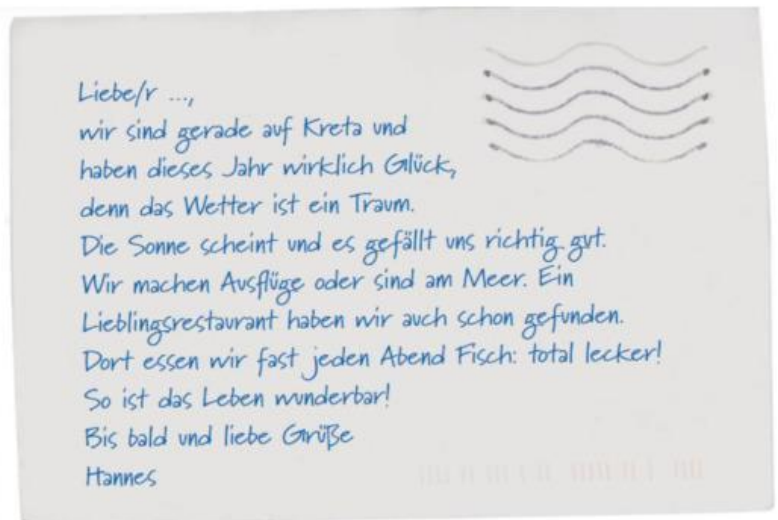 Liebe/r ...,
wir sind gerade auf Kreta und
haben dieses Jahr wirklich Glück,
denn das Wetter ist ein Traum.
Die Sonne scheint und es gefällt uns richtig gut.
Wir machen Ausflüge oder sind am Meer. Ein
Lieblingsrestaurant haben wir auch schon gefunden.
Dort essen wir fast jeden Abend Fisch: total lecker!
So ist das Leben wunderbar!
Bis bald und liebe Grüße
Hannes